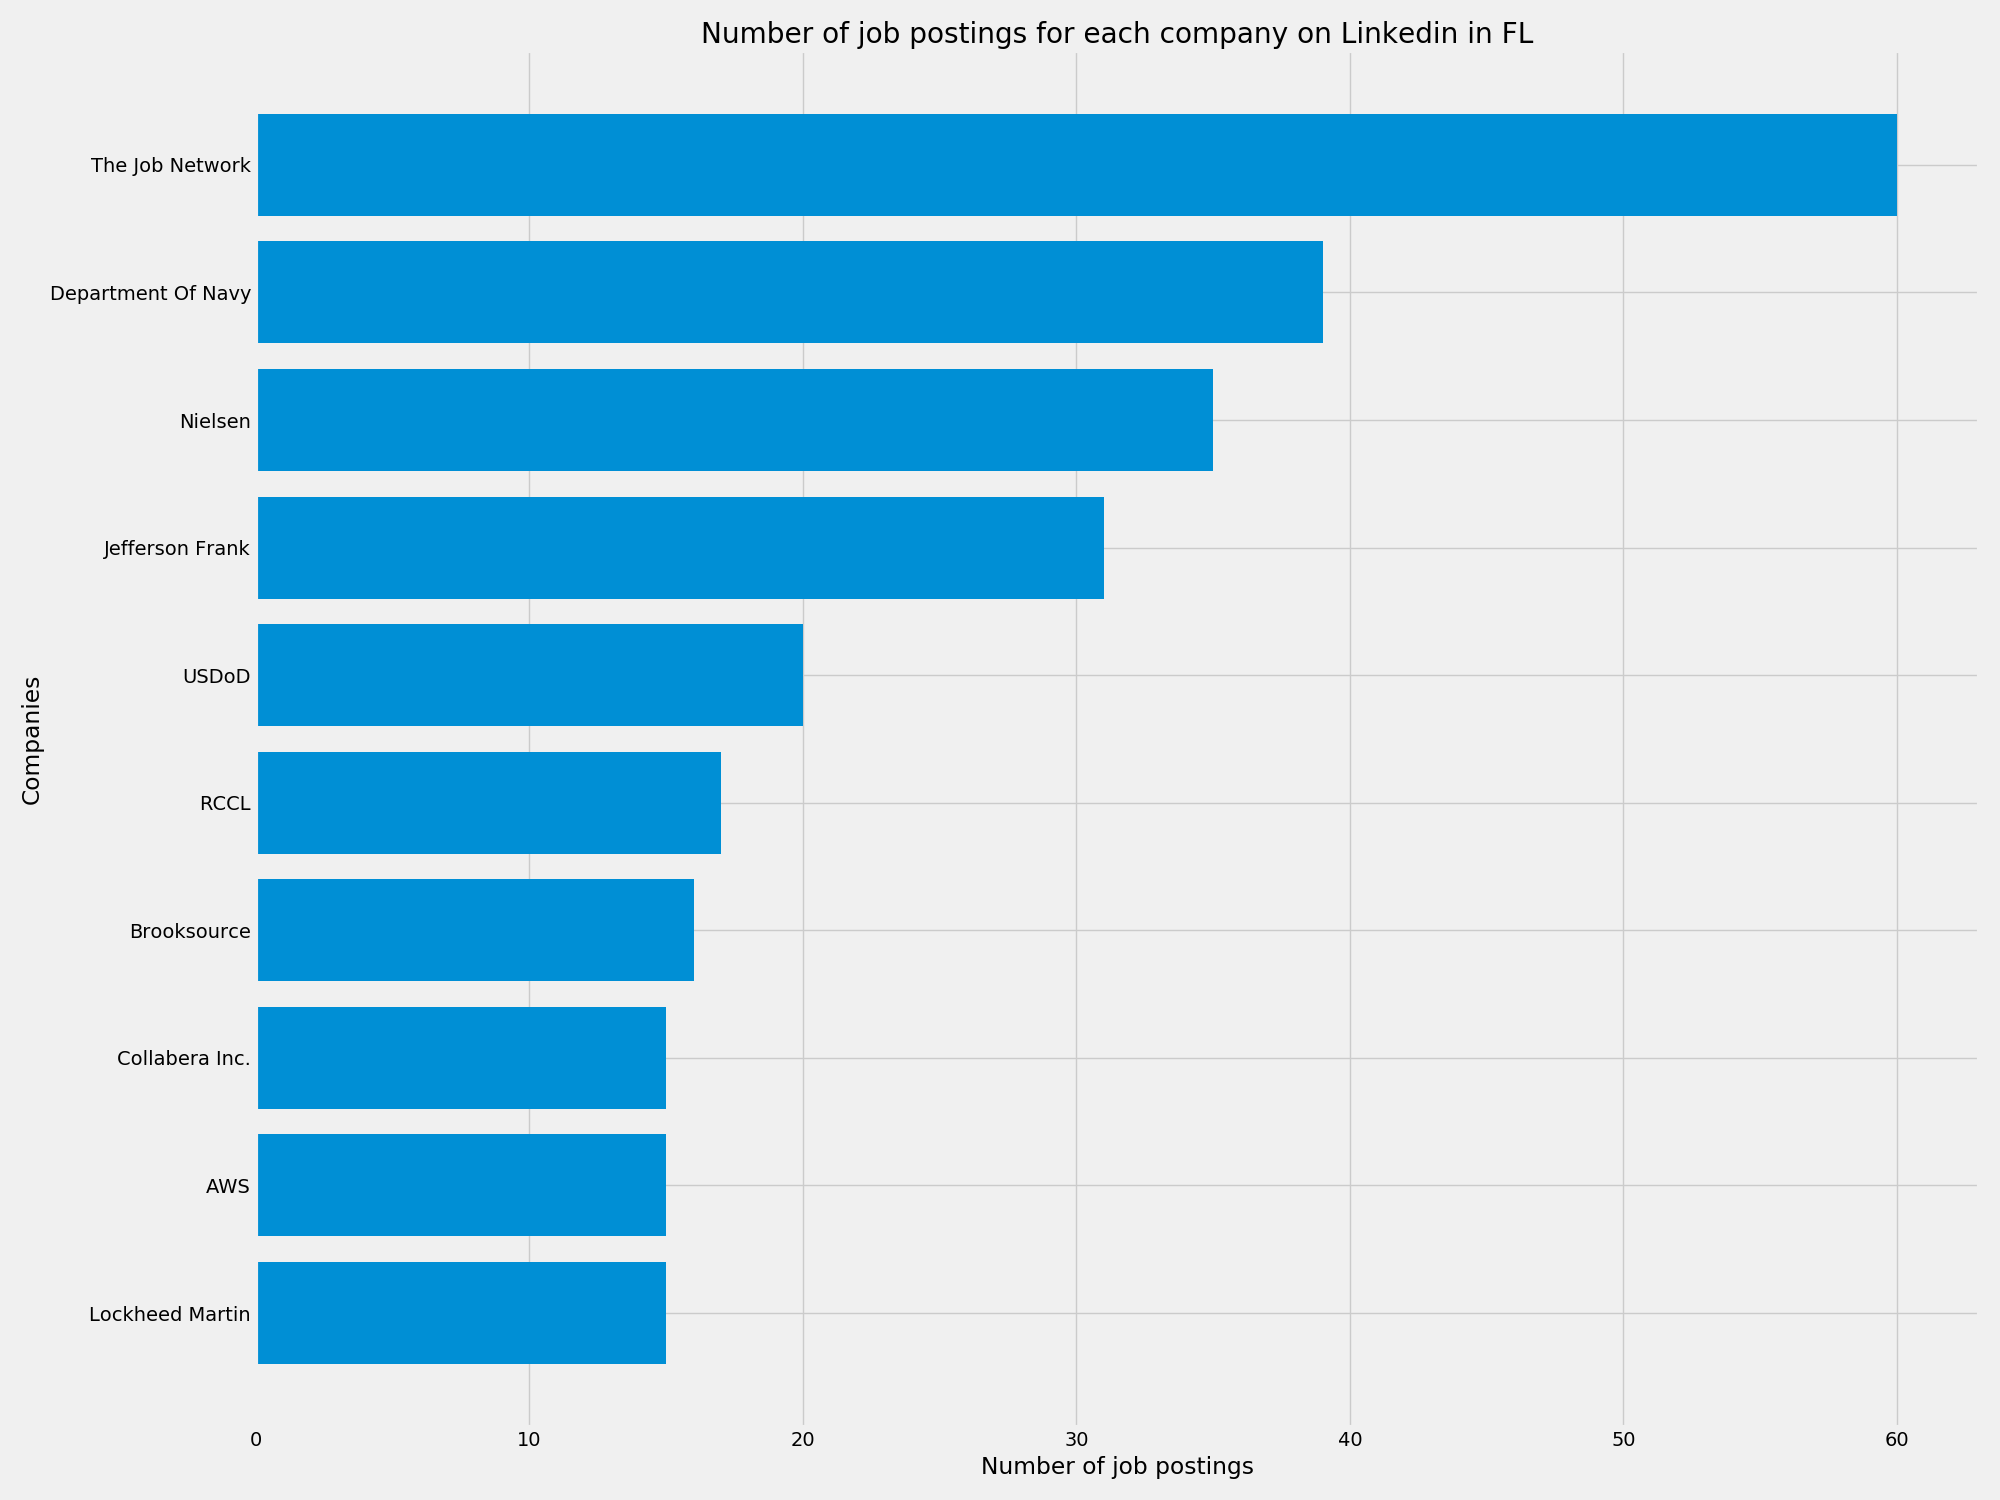 Number of job postings for each company on Linkedin in FL
The Job Network
Department Of Navy
Nielsen
Jefferson Frank
USDoD
RCCL
Brooksource
Collabera Inc.
AWS
Lockheed Martin
Companies
0 10 20 30 40 50 60
Number of job postings